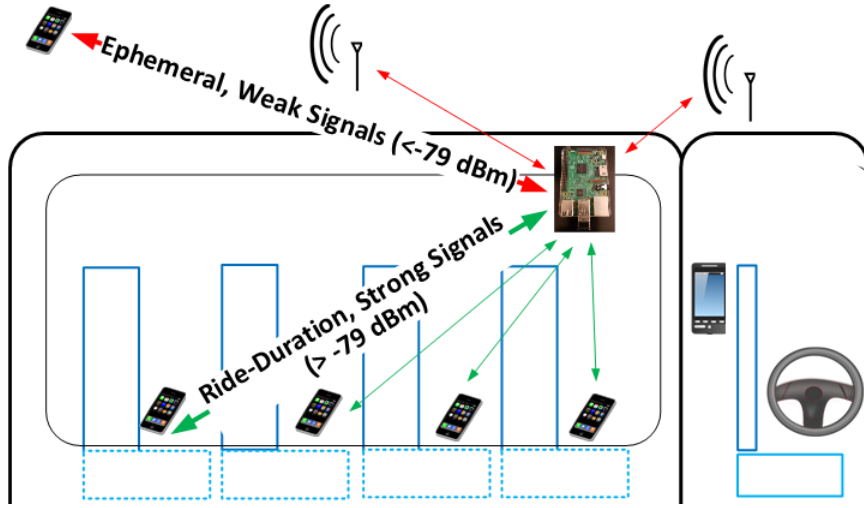 Ephemeral, Weak Signals (<-79 dBm)
Ride-Duration, Strong Signals
(> -79 dBm)